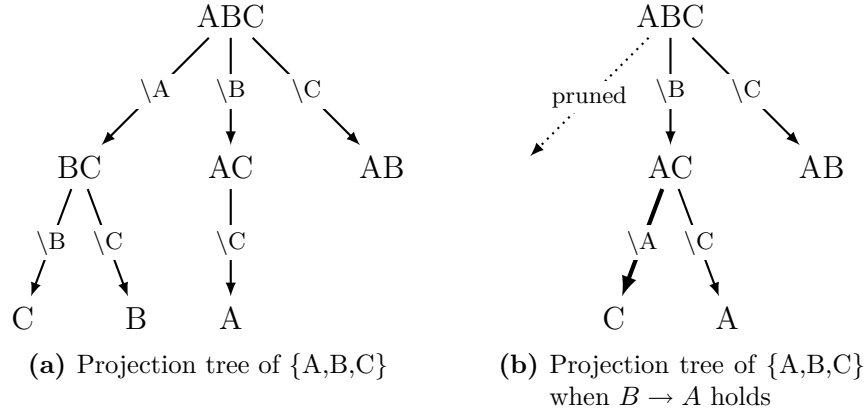 ABC
\A
\B
\C
BC
AC
AB
\B
\C
\C
C
B
A
(a) Projection tree of {A,B,C}
ABC
pruned
\B
\C
AC
AB
\A
\C
C
A
(b) Projection tree of {A,B,C}
when B → A holds